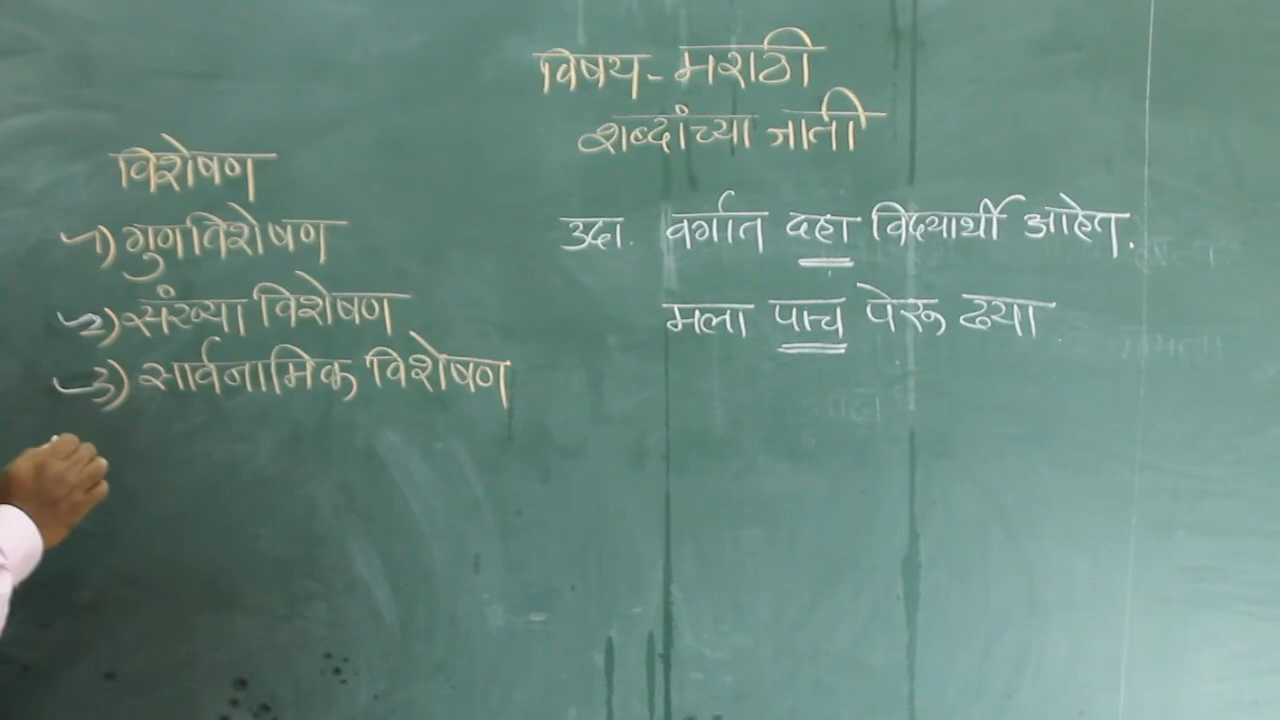 विषय - मराठी
शब्दांच्या जाती
विशेषण
१) गुणविशेषण
२) संख्या विशेषण
३) सार्वनामिक विशेषण
उदा. वर्गात दहा विद्यार्थी आहेत.
मला पाच पेरू द्या